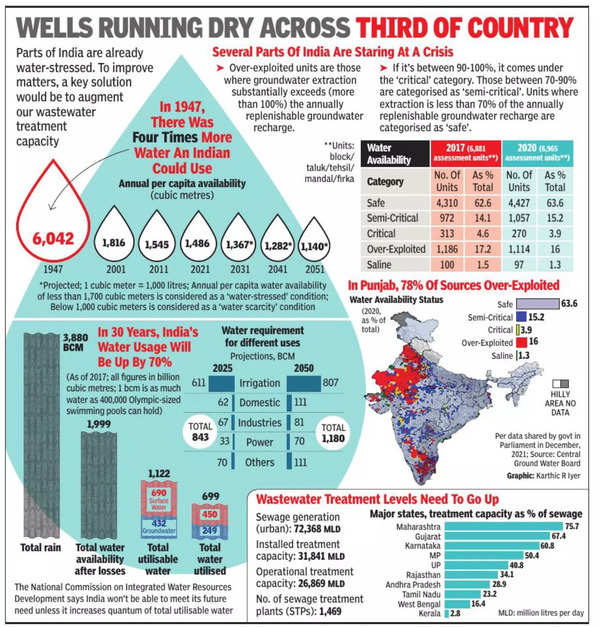 WELLS RUNNING DRY ACROSS THIRD OF COUNTRY
Parts of India are already
water-stressed. To improve
matters, a key solution
would be to augment
our wastewater
treatment
capacity
Several Parts Of India Are Staring At A Crisis
Over-exploited units are those
where groundwater extraction
substantially exceeds (more
than 100%) the annually
replenishable groundwater
recharge.
If it's between 90-100%, it comes under
the 'critical' category. Those between 70-90%
are categorised as 'semi-critical'. Units where
extraction is less than 70% of the annually
replenishable groundwater recharge are
categorised as 'safe'.
In 1947,
There Was
Four Times More
Water An Indian
Could Use
Annual per capita availability
(cubic metres)
6,042 1,816 1,545 1,486 1,367* 1,282* 1,140*
1947 2001 2011 2021 2031 2041 2051
*Projected; 1 cubic meter = 1,000 litres; Annual per capita water availability
of less than 1,700 cubic meters is considered as a 'water-stressed' condition;
Below 1,000 cubic meters is considered as a 'water scarcity' condition
**Units:
block/
taluk/tehsil/
mandal/firka
Water Availability 2017 (6,881 assessment units**) 2020 (6,965 assessment units**)
Category No. Of Units As % Total No. Of Units As % Total
Safe 4,310 62.6 4,427 63.6
Semi-Critical 972 14.1 1,057 15.2
Critical 313 4.6 270 3.9
Over-Exploited 1,186 17.2 1,114 16
Saline 100 1.5 97 1.3
In Punjab, 78% Of Sources Over-Exploited
Water Availability Status
(2020,
as % of
total)
Safe 63.6
Semi-Critical 15.2
Critical 3.9
Over-Exploited 16
Saline 1.3
HILLY
AREA NO
DATA
Per data shared by govt in
Parliament in December,
2021; Source: Central
Ground Water Board
Graphic: Karthic R Iyer
In 30 Years, India's
Water Usage Will
Be Up By 70%
(As of 2017; all figures in billion
cubic metres; 1 bcm is as much
water as 400,000 Olympic-sized
swimming pools can hold)
3,880
BCM
1,999
1,122
690
Surface
Water
432
Groundwater
699
450
249
Total rain
Total water
availability
after losses
Total
utilisable
water
Total
water
utilised
Water requirement
for different uses
Projections, BCM
2025 2050
611 Irrigation 807
62 Domestic 111
67 Industries 81
33 Power 70
70 Others 111
TOTAL
843
TOTAL
1,180
The National Commission on Integrated Water Resources
Development says India won't be able to meet its future
need unless it increases quantum of total utilisable water
Wastewater Treatment Levels Need To Go Up
Sewage generation
(urban): 72,368 MLD
Installed treatment
capacity: 31,841 MLD
Operational treatment
capacity: 26,869 MLD
No. of sewage treatment
plants (STPs): 1,469
Major states, treatment capacity as % of sewage
Maharashtra 75.7
Gujarat 67.4
Karnataka 60.8
MP 50.4
UP 40.8
Rajasthan 34.1
Andhra Pradesh 28.9
Tamil Nadu 23.2
West Bengal 16.4
Kerala 2.8
MLD: million litres per day